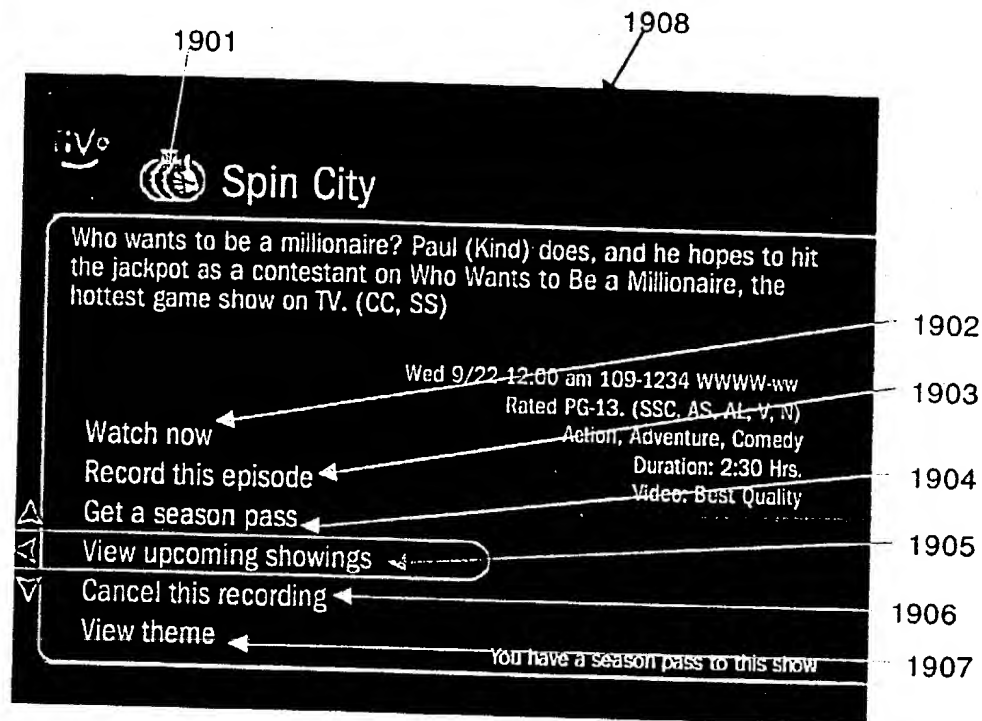 1901
1908
TiVo
Spin City
Who wants to be a millionaire? Paul (Kind) does, and he hopes to hit
the jackpot as a contestant on Who Wants to Be a Millionaire, the
hottest game show on TV. (CC, SS)
1902
Wed 9/22 12:00 am 109-1234 WWWW-ww
1903
Rated PG-13. (SSC, AS, AL, V, N)
Watch now
Action, Adventure, Comedy
Record this episode
Duration: 2:30 Hrs.
1904
Video: Best Quality
Get a season pass
1905
View upcoming showings
Cancel this recording
1906
View theme
You have a season pass to this show
1907